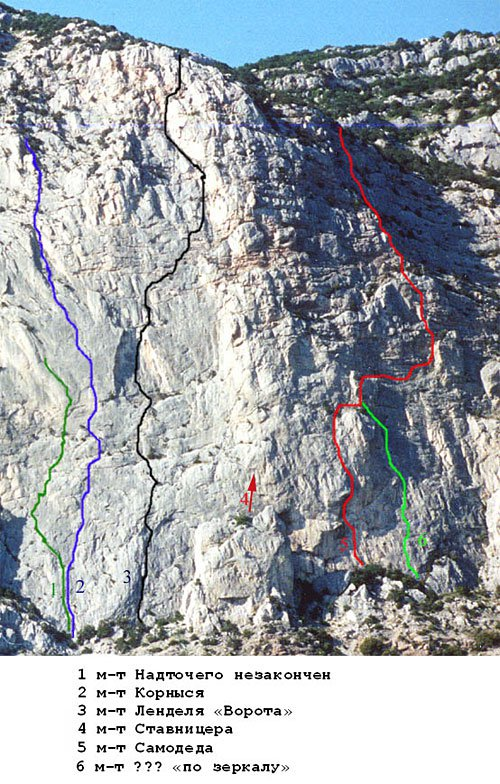 4
5
6
1
2
3
1 м-т Надточего незакончен
2 м-т Корныся
3 м-т Ленделя «Ворота»
4 м-т Ставницера
5 м-т Самодеда
6 м-т ??? «по зеркалу»